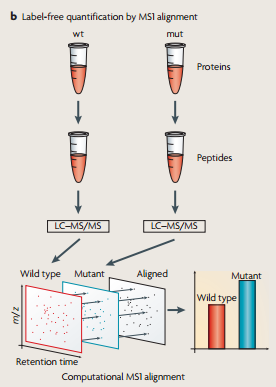 b Label-free quantification by MS1 alignment
wt mut
Proteins
Peptides
LC–MS/MS LC–MS/MS
Wild type Mutant Aligned
Mutant
Wild type
m/z
Retention time
Computational MS1 alignment